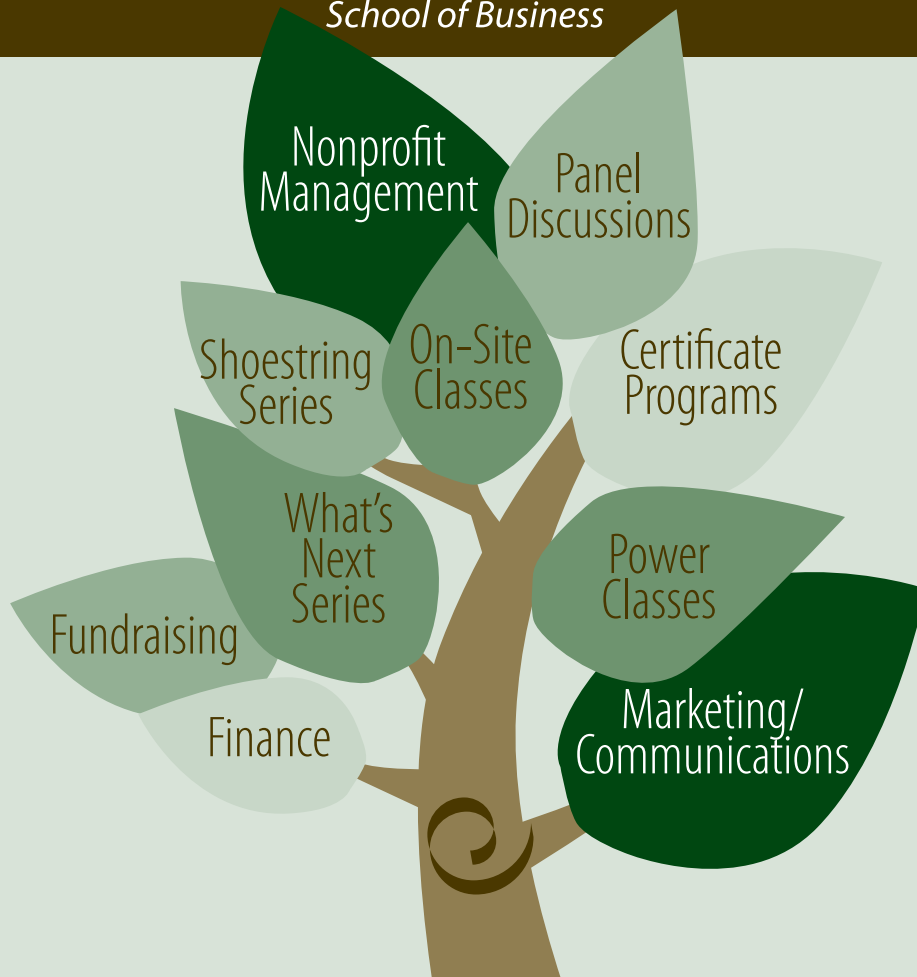 School of Business
Nonprofit
Management
Panel
Discussions
Shoestring
Series
On-Site
Classes
Certificate
Programs
What's
Next
Series
Power
Classes
Fundraising
Finance
Marketing/
Communications